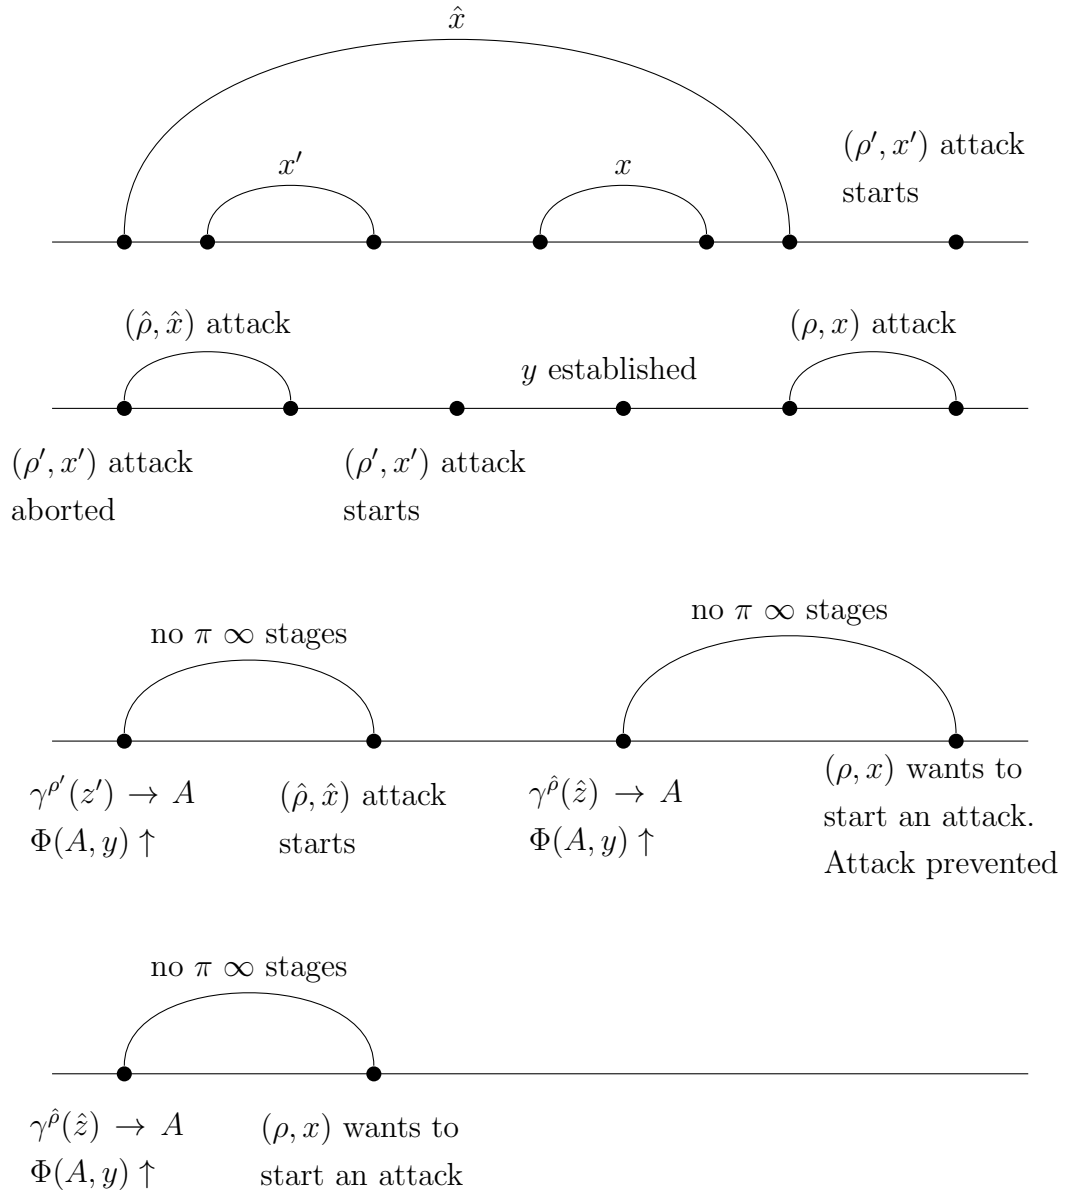 x̂
(ρ′, x′) attack
starts
x′
x
(ρ̂, x̂) attack
(ρ, x) attack
y established
(ρ′, x′) attack
aborted
(ρ′, x′) attack
starts
no π ∞ stages
no π ∞ stages
γ^ρ′(z′) → A
Φ(A, y) ↑
(ρ̂, x̂) attack
starts
γ^ρ̂(ẑ) → A
Φ(A, y) ↑
(ρ, x) wants to
start an attack.
Attack prevented
no π ∞ stages
γ^ρ̂(ẑ) → A
Φ(A, y) ↑
(ρ, x) wants to
start an attack